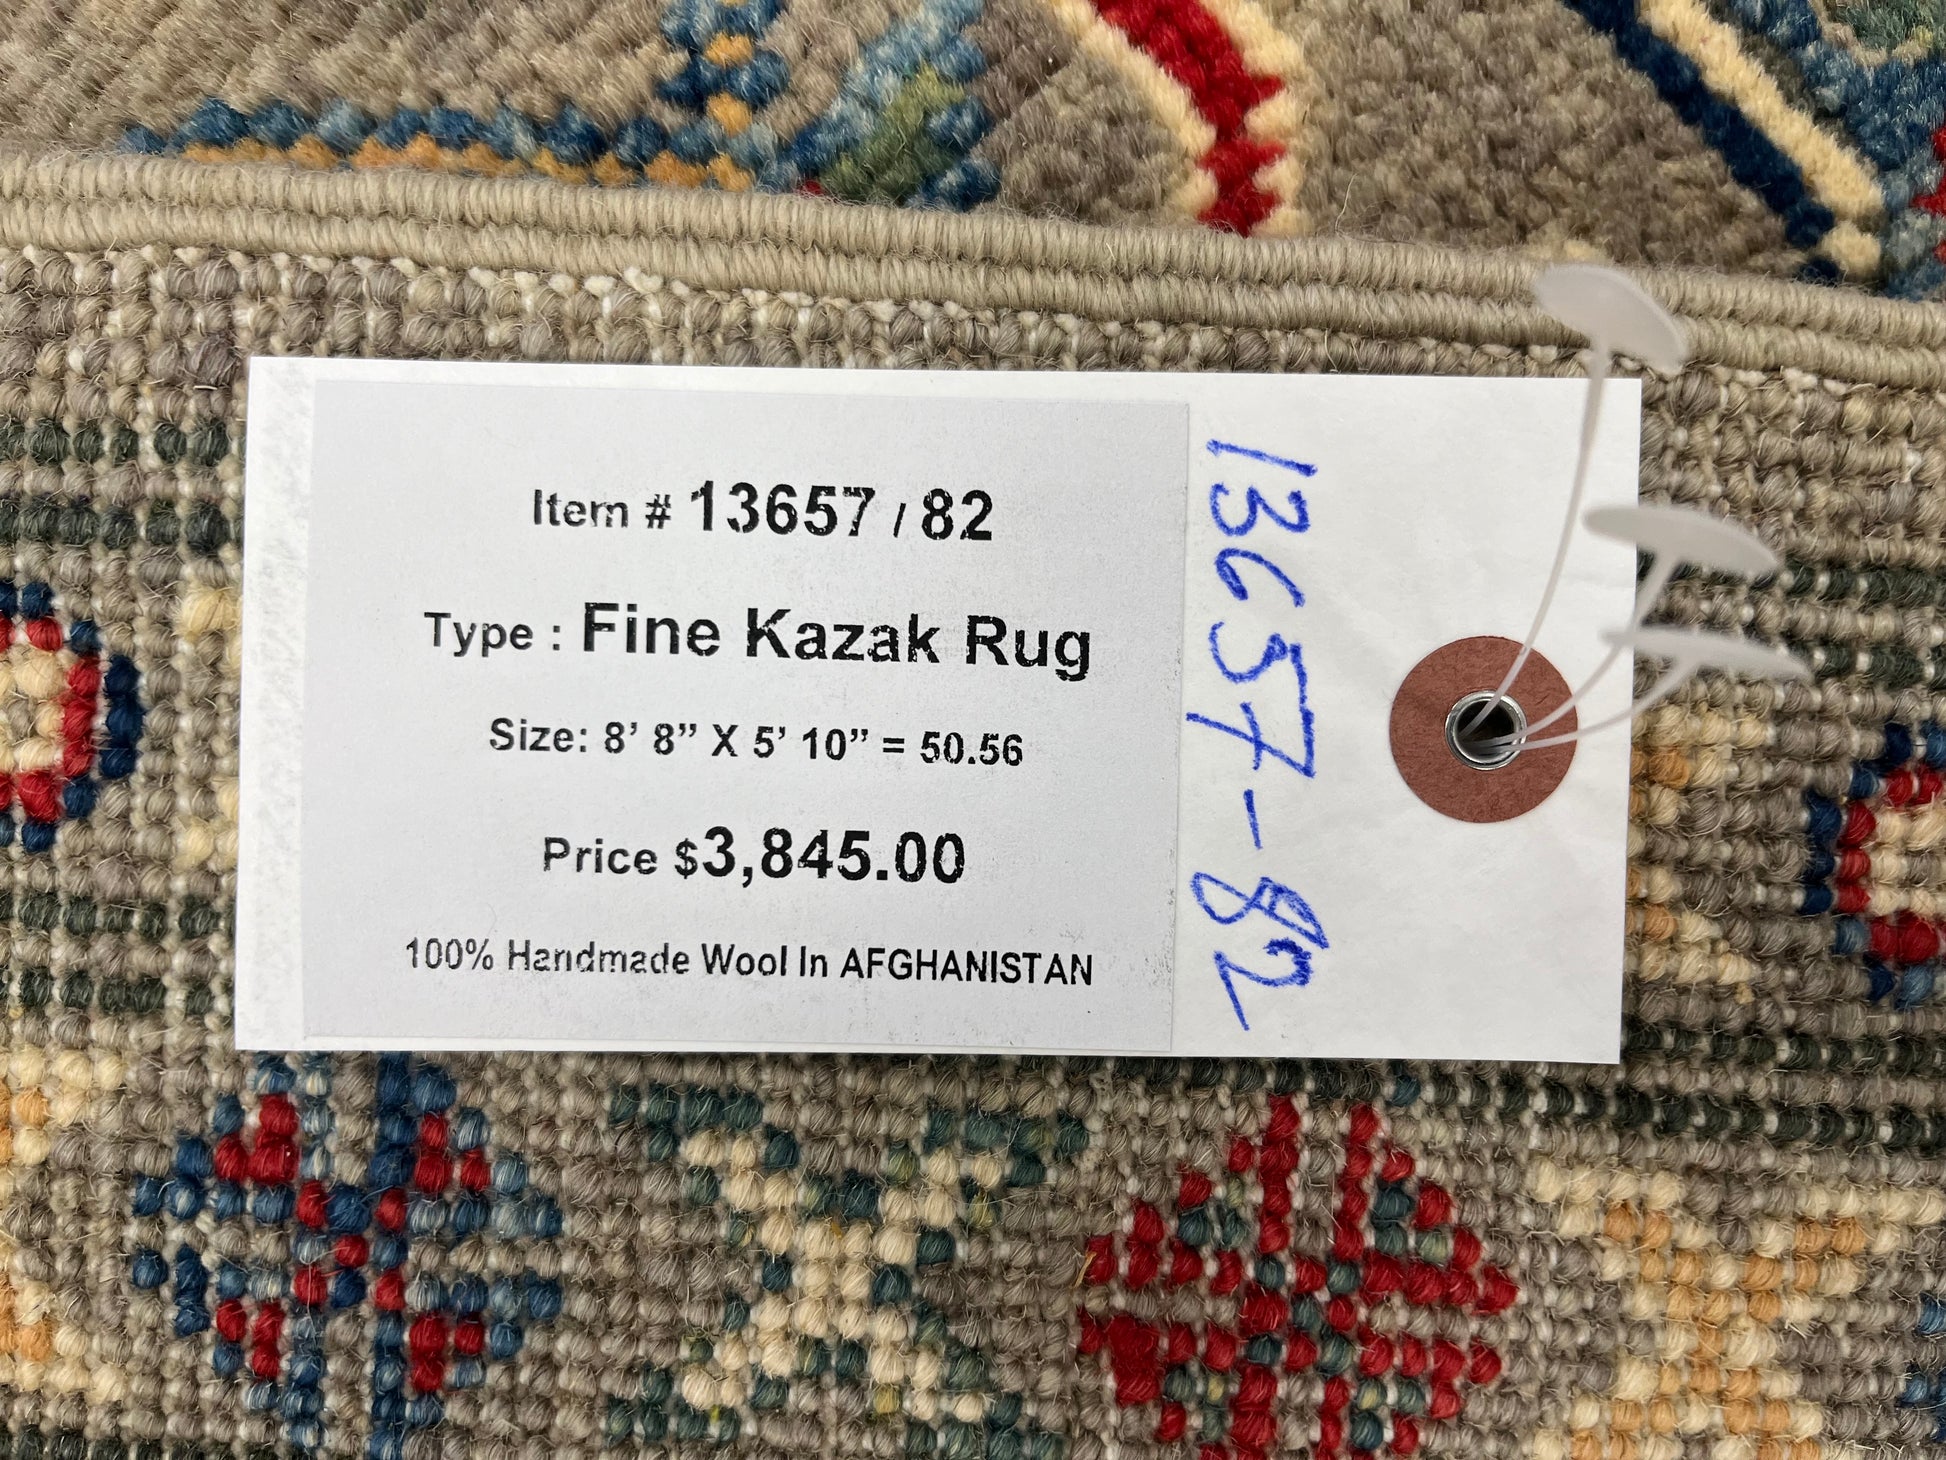 Item # 13657 / 82
Type : Fine Kazak Rug
Size: 8’ 8” X 5’ 10” = 50.56
Price $3,845.00
100% Handmade Wool In AFGHANISTAN
13657-82